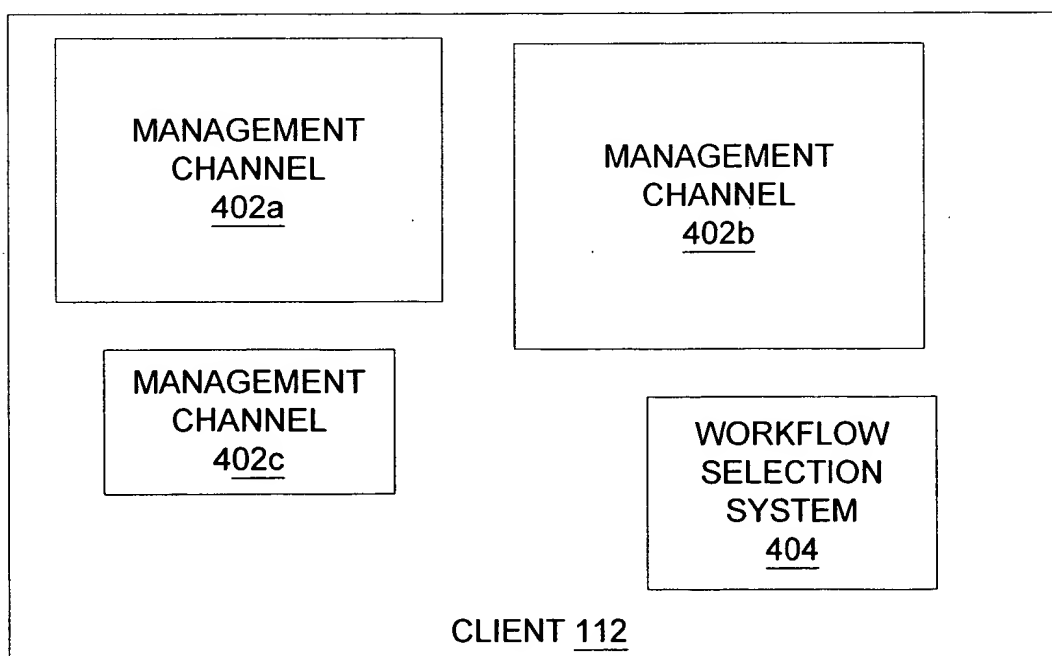 MANAGEMENT
CHANNEL
402a
MANAGEMENT
CHANNEL
402b
MANAGEMENT
CHANNEL
402c
WORKFLOW
SELECTION
SYSTEM
404
CLIENT 112